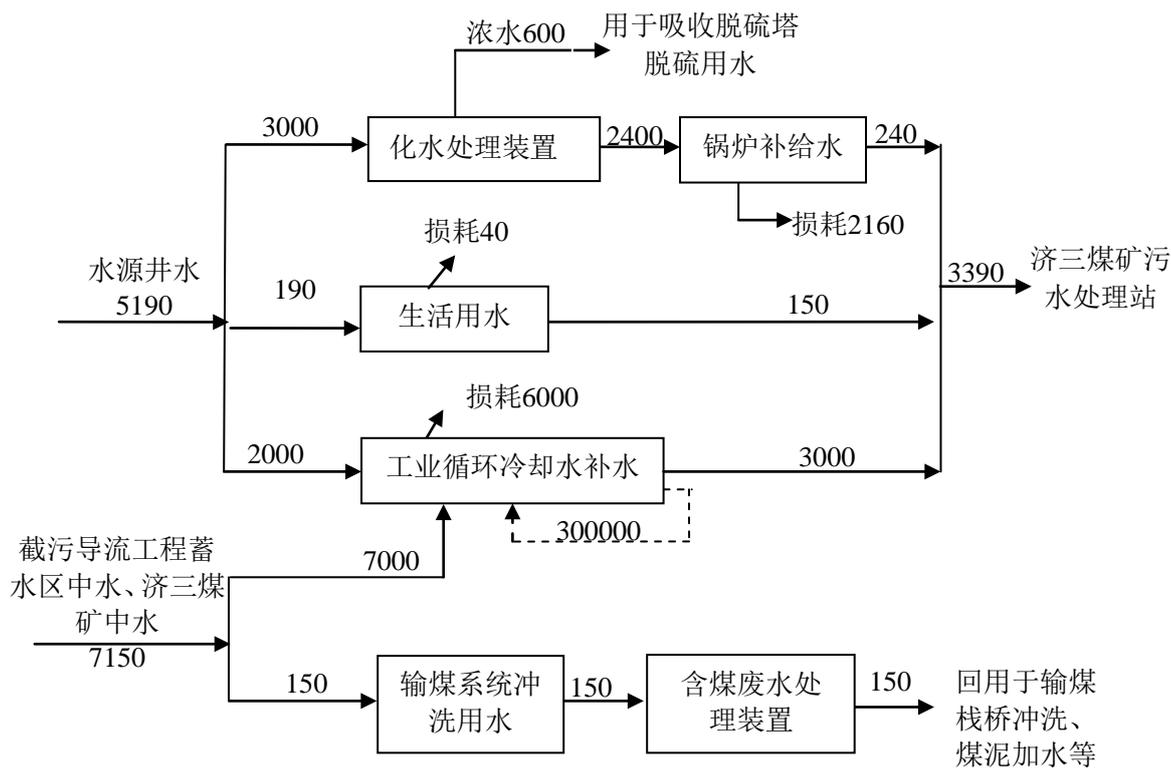 浓水600
用于吸收脱硫塔
脱硫用水
3000
化水处理装置
2400
锅炉补给水
240
损耗2160
损耗40
水源井水
5190
190
生活用水
150
3390
济三煤矿污
水处理站
损耗6000
2000
工业循环冷却水补水
3000
300000
截污导流工程蓄
水区中水、济三煤
矿中水
7150
7000
150
输煤系统冲
洗用水
150
含煤废水处
理装置
150
回用于输煤
栈桥冲洗、
煤泥加水等